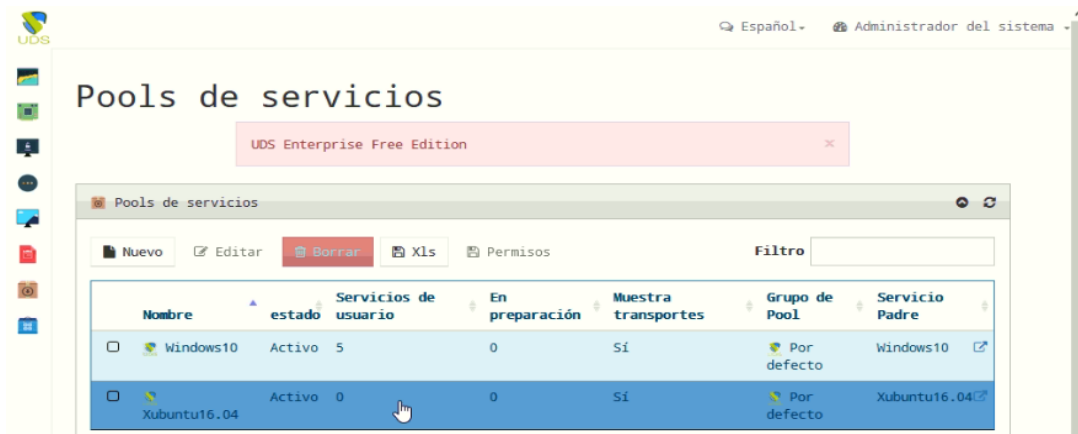 UDS
Español
Administrador del sistema
Pools de servicios
UDS Enterprise Free Edition ×
Pools de servicios
Nuevo Editar Borrar Xls Permisos Filtro
Nombre estado Servicios de usuario En preparación Muestra transportes Grupo de Pool Servicio Padre
Windows10 Activo 5 0 Sí Por defecto Windows10
Xubuntu16.04 Activo 0 0 Sí Por defecto Xubuntu16.04